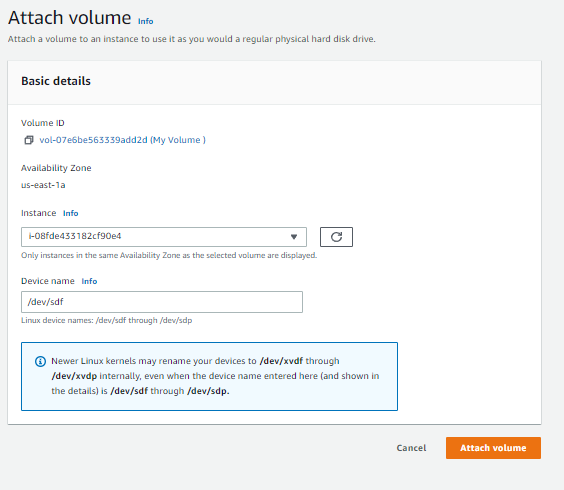 Attach volume Info
Attach a volume to an instance to use it as you would a regular physical hard disk drive.
Basic details
Volume ID
vol-07e6be563339add2d (My Volume )
Availability Zone
us-east-1a
Instance Info
i-08fde433182cf90e4
Only instances in the same Availability Zone as the selected volume are displayed.
Device name Info
/dev/sdf
Linux device names: /dev/sdf through /dev/sdp
Newer Linux kernels may rename your devices to /dev/xvdf through
/dev/xvdp internally, even when the device name entered here (and shown in
the details) is /dev/sdf through /dev/sdp.
Cancel Attach volume